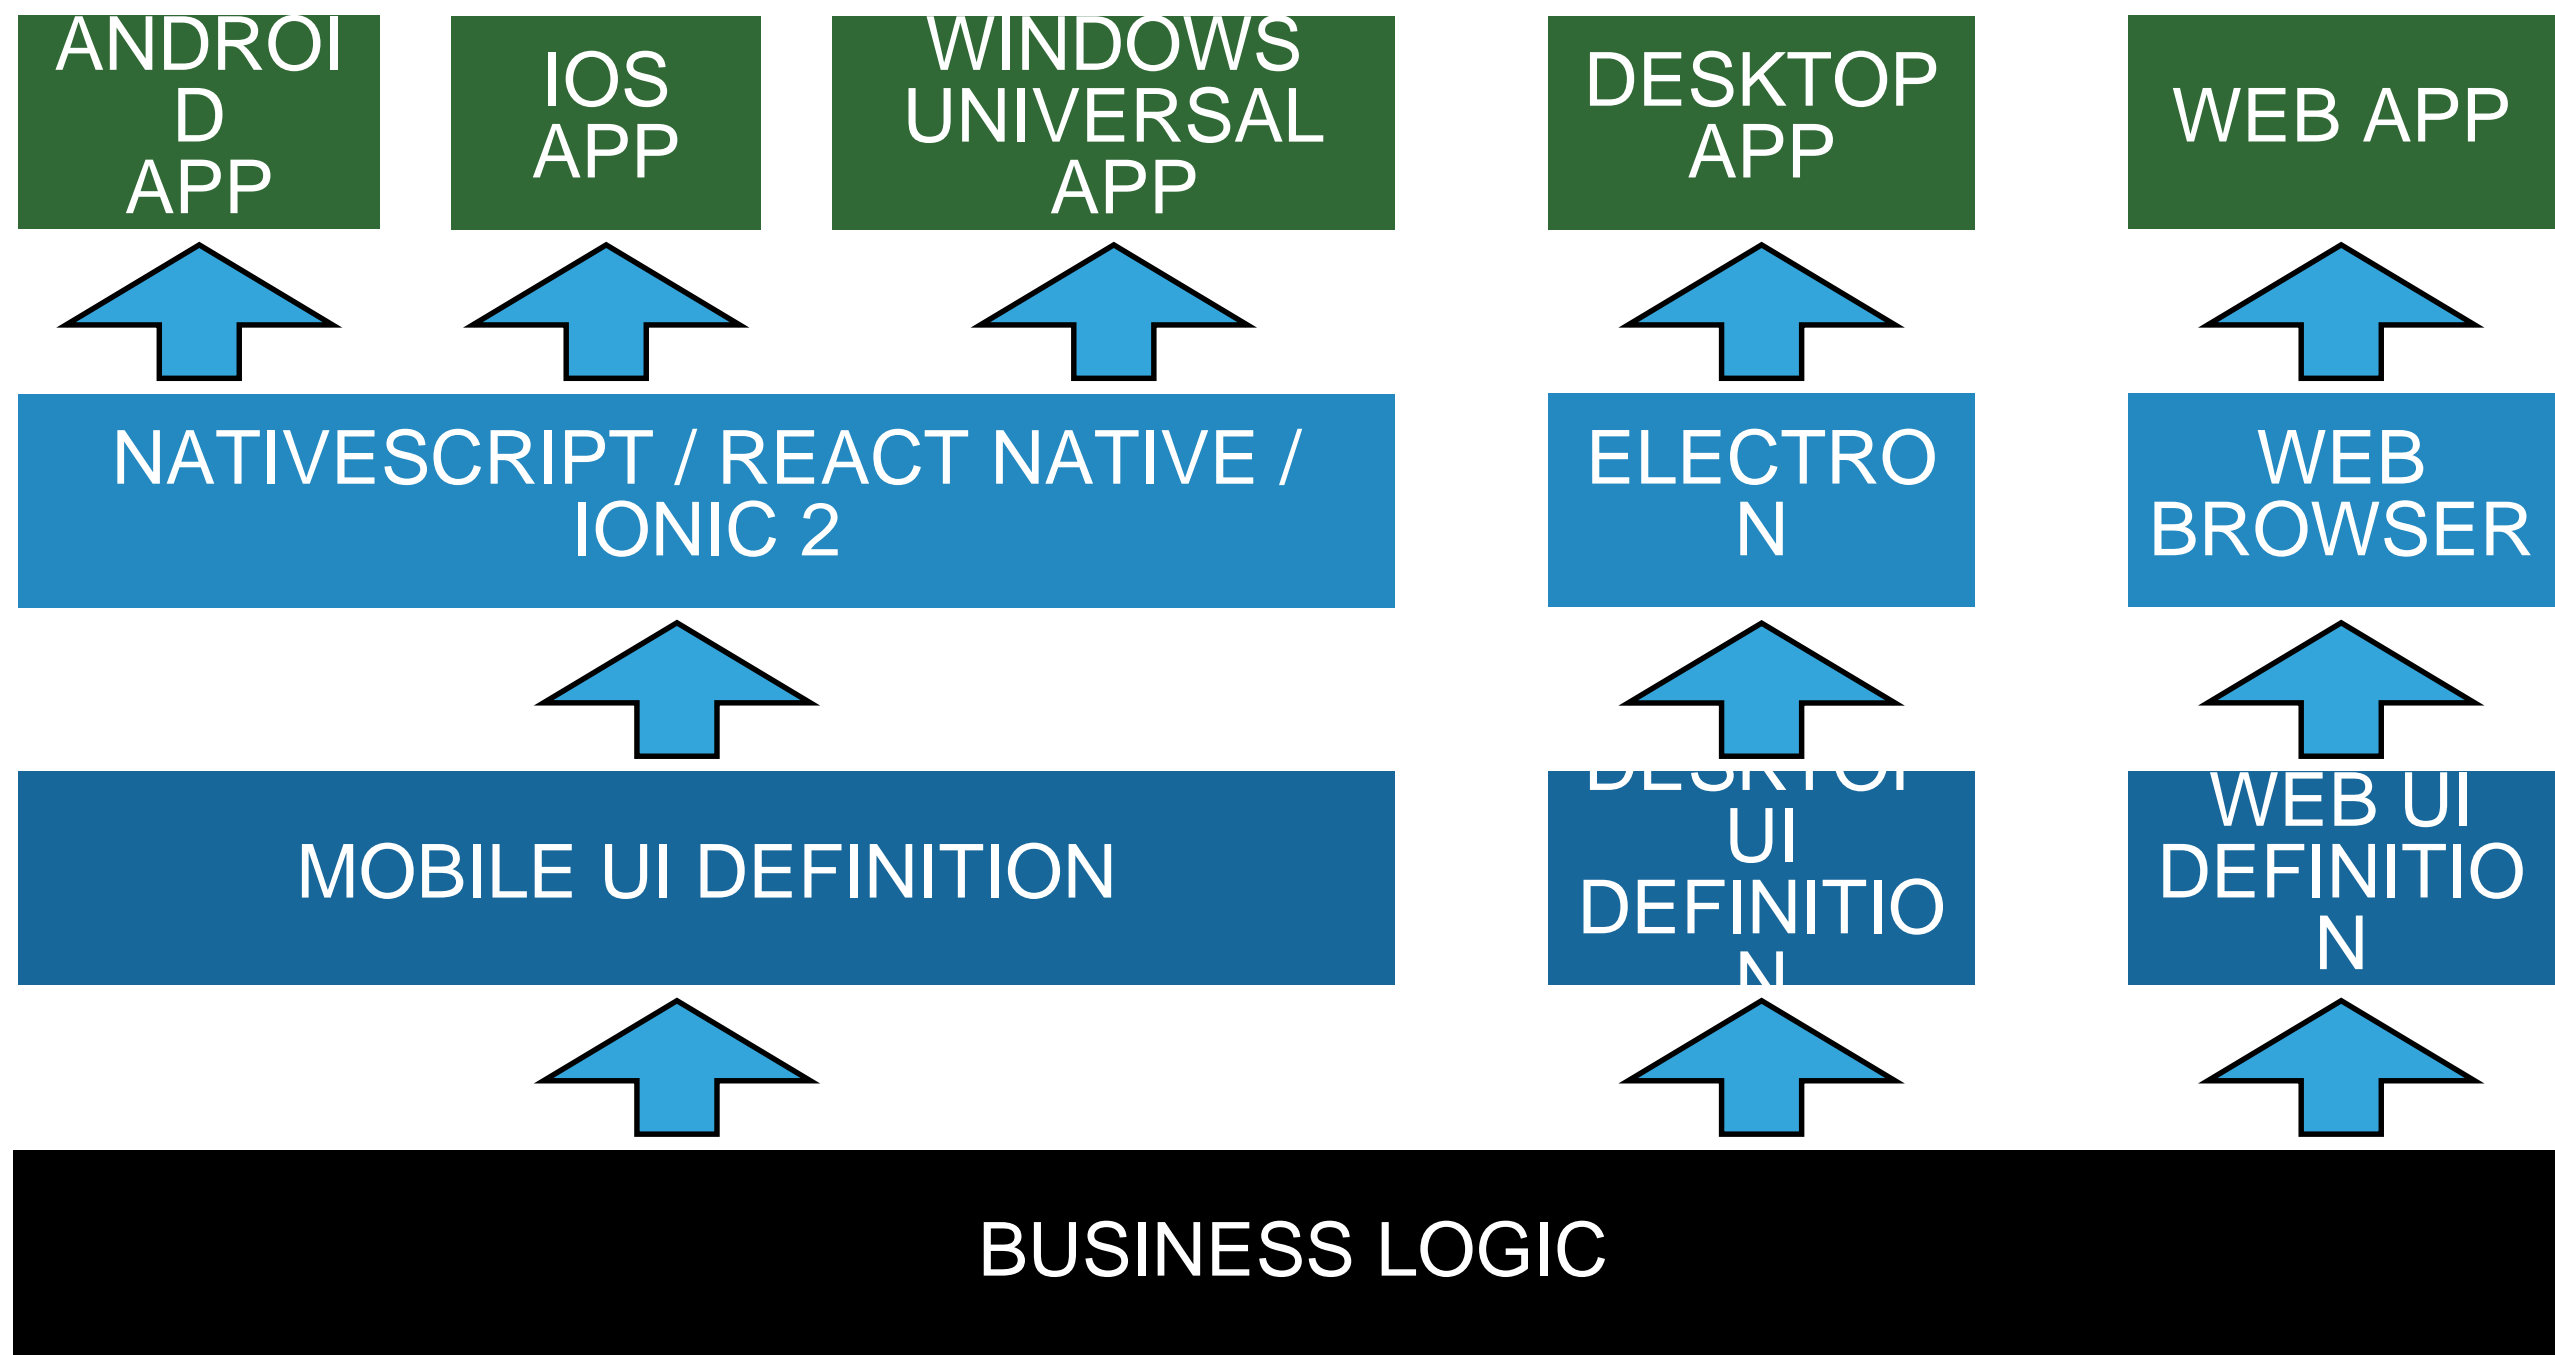 ANDROI
D
APP
IOS
APP
WINDOWS
UNIVERSAL
APP
DESKTOP
APP
WEB APP
NATIVESCRIPT / REACT NATIVE /
IONIC 2
ELECTRO
N
WEB
BROWSER
MOBILE UI DEFINITION
DESKTOP
UI
DEFINITIO
N
WEB UI
DEFINITIO
N
BUSINESS LOGIC